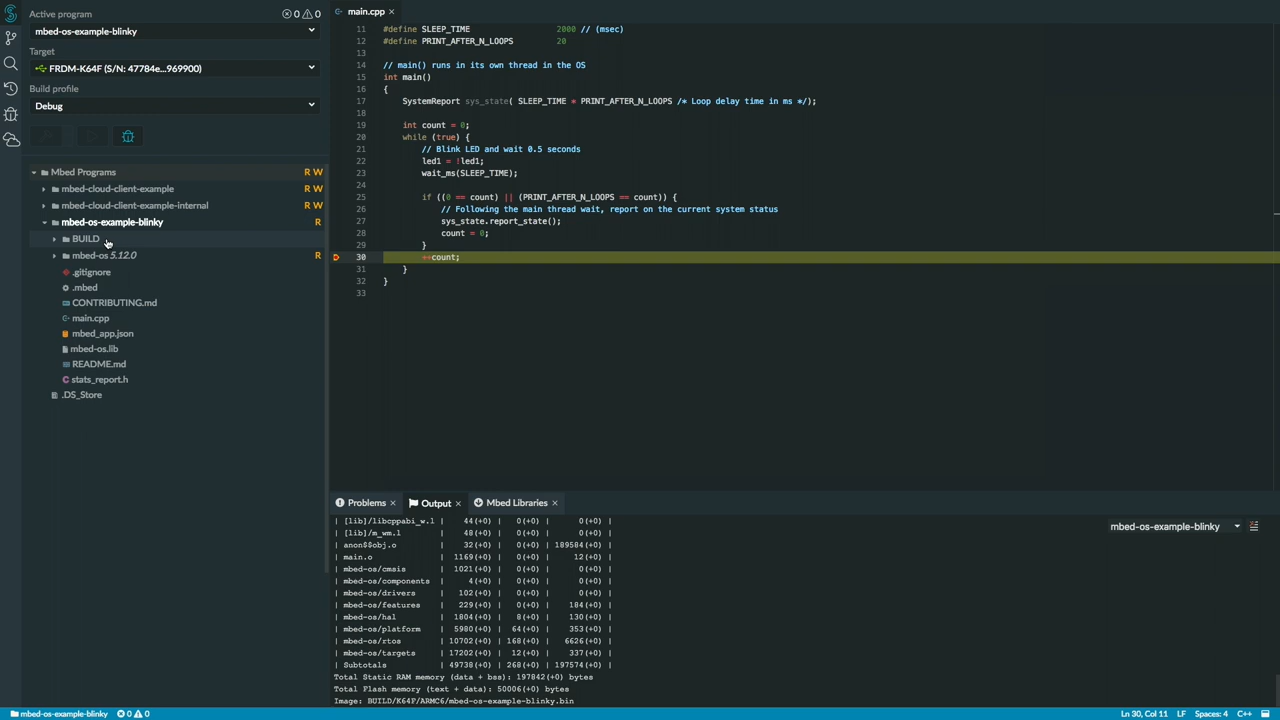 Active program
0 0
mbed-os-example-blinky
Target
FRDM-K64F (S/N: 47784e...969900)
Build profile
Debug
Mbed Programs R W
mbed-cloud-client-example R W
mbed-os-example-internal R W
mbed-os-example-blinky R
BUILD
mbed-os 5.12.0 R
.gitignore
.mbed
CONTRIBUTING.md
main.cpp
mbed_app.json
mbed-os.lib
README.md
stats_report.h
.DS_Store
main.cpp ×
11 #define SLEEP_TIME 2000 // (msec)
12 #define PRINT_AFTER_N_LOOPS 20
13
14 // main() runs in its own thread in the OS
15 int main()
16 {
17 SystemReport sys_state( SLEEP_TIME * PRINT_AFTER_N_LOOPS /* Loop delay time in ms */);
18
19 int count = 0;
20 while (true) {
21 // Blink LED and wait 0.5 seconds
22 led1 = !led1;
23 wait_ms(SLEEP_TIME);
24
25 if ((0 == count) || (PRINT_AFTER_N_LOOPS == count)) {
26 // Following the main thread wait, report on the current system status
27 sys_state.report_state();
28 count = 0;
29 }
30 ++count;
31 }
32 }
33
Problems × Output × Mbed Libraries ×
mbed-os-example-blinky
| [lib]/libcppabi_w.l | 44(+0) | 0(+0) | 0(+0) |
| [lib]/m_wm.l | 48(+0) | 0(+0) | 0(+0) |
| anon$$obj.o | 32(+0) | 0(+0) | 189584(+0) |
| main.o | 1169(+0) | 0(+0) | 12(+0) |
| mbed-os/cmsis | 1021(+0) | 0(+0) | 0(+0) |
| mbed-os/components | 4(+0) | 0(+0) | 0(+0) |
| mbed-os/drivers | 102(+0) | 0(+0) | 0(+0) |
| mbed-os/features | 229(+0) | 0(+0) | 184(+0) |
| mbed-os/hal | 1804(+0) | 8(+0) | 130(+0) |
| mbed-os/platform | 5980(+0) | 64(+0) | 353(+0) |
| mbed-os/rtos | 10702(+0) | 168(+0) | 6626(+0) |
| mbed-os/targets | 17202(+0) | 12(+0) | 337(+0) |
| Subtotals | 49738(+0) | 268(+0) | 197574(+0) |
Total Static RAM memory (data + bss): 197842(+0) bytes
Total Flash memory (text + data): 50006(+0) bytes
Image: BUILD/K64F/ARMC6/mbed-os-example-blinky.bin
mbed-os-example-blinky 0 0
Ln 30, Col 11 LF Spaces: 4 C++